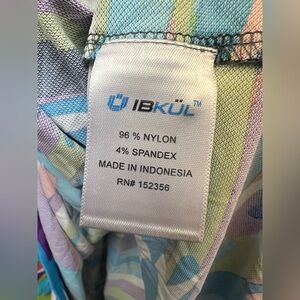 IBKÜL™
96 % NYLON
4% SPANDEX
MADE IN INDONESIA
RN# 152356